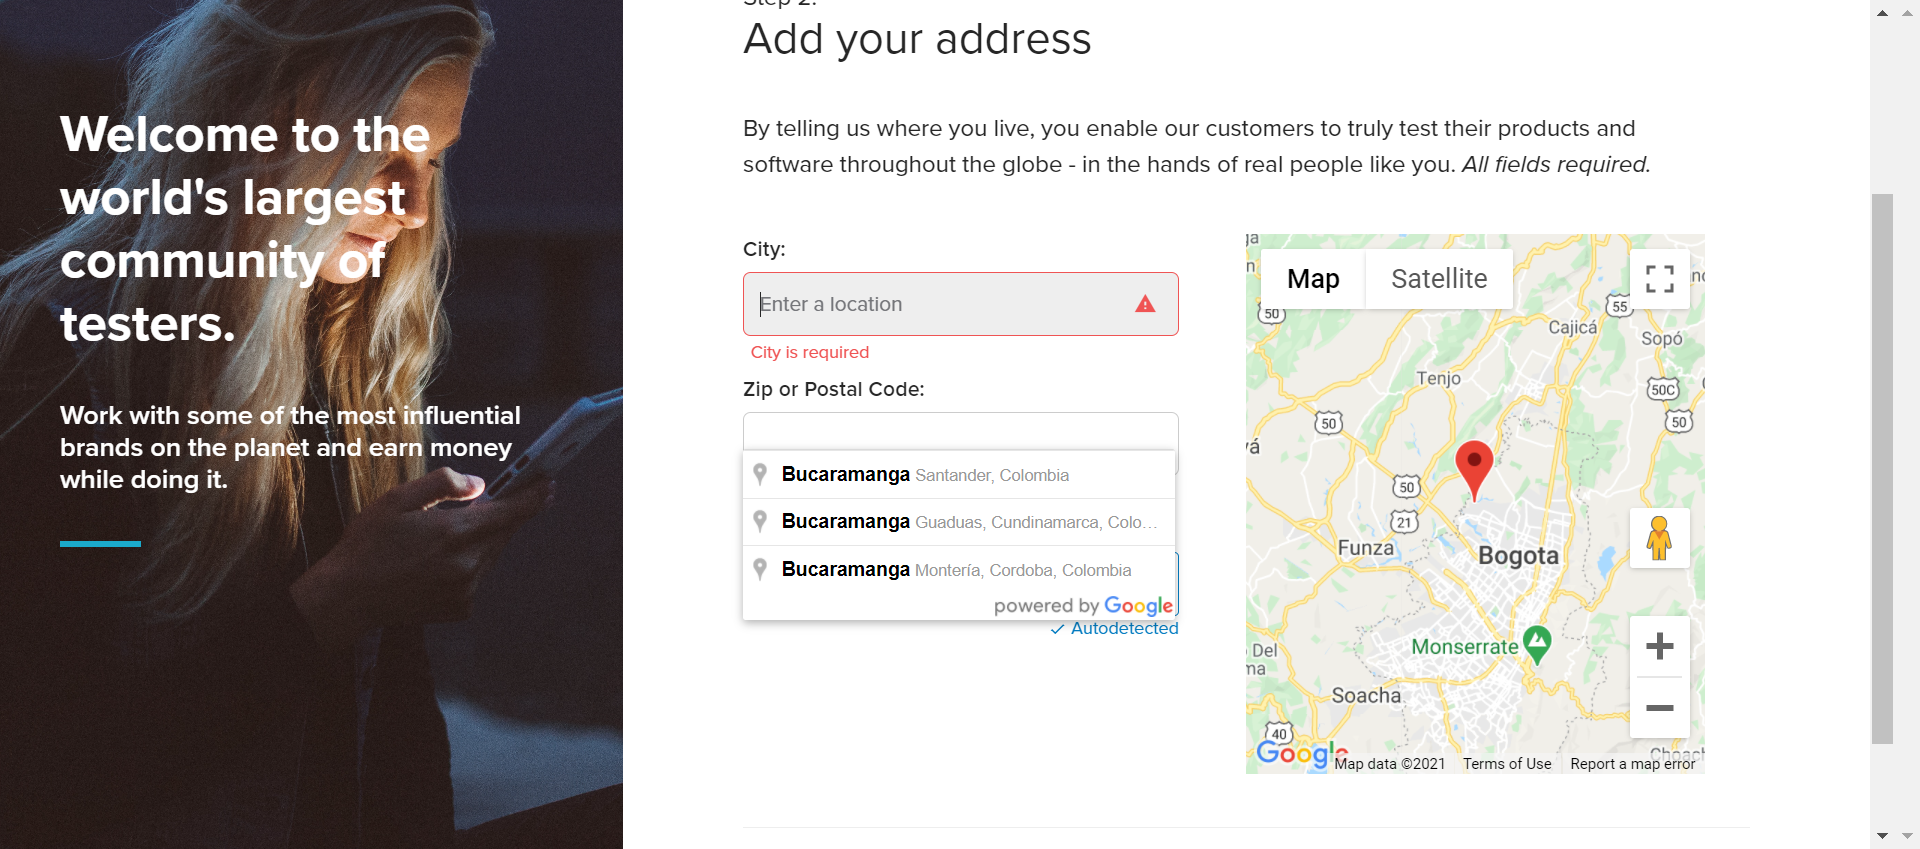 Welcome to the
world's largest
community of
testers.
Work with some of the most influential
brands on the planet and earn money
while doing it.
Add your address
By telling us where you live, you enable our customers to truly test their products and
software throughout the globe - in the hands of real people like you. All fields required.
City:
Enter a location
City is required
Zip or Postal Code:
Bucaramanga Santander, Colombia
Bucaramanga Guaduas, Cundinamarca, Colo...
Bucaramanga Montería, Cordoba, Colombia
powered by Google
Autodetected
Map
Satellite
50
55
Cajicá
Sopó
Tenjo
50C
50
50
50
21
Funza
Bogota
Monserrate
Del
Soacha
40
Google
Map data ©2021
Terms of Use
Report a map error